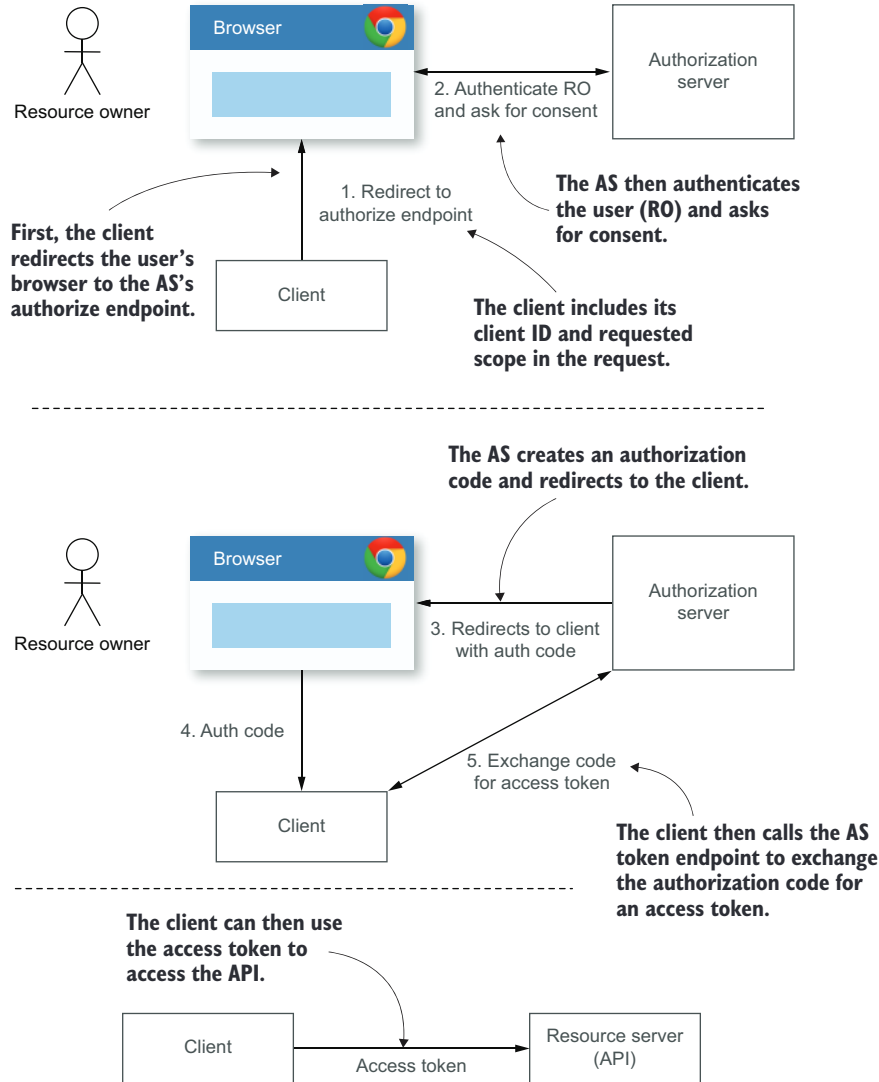 Browser
Resource owner
2. Authenticate RO
and ask for consent
Authorization
server
1. Redirect to
authorize endpoint
The AS then authenticates
the user (RO) and asks
for consent.
First, the client
redirects the user's
browser to the AS's
authorize endpoint.
Client
The client includes its
client ID and requested
scope in the request.
The AS creates an authorization
code and redirects to the client.
Browser
Resource owner
3. Redirects to client
with auth code
Authorization
server
4. Auth code
5. Exchange code
for access token
Client
The client then calls the AS
token endpoint to exchange
the authorization code for
an access token.
The client can then use
the access token to
access the API.
Client
Access token
Resource server
(API)